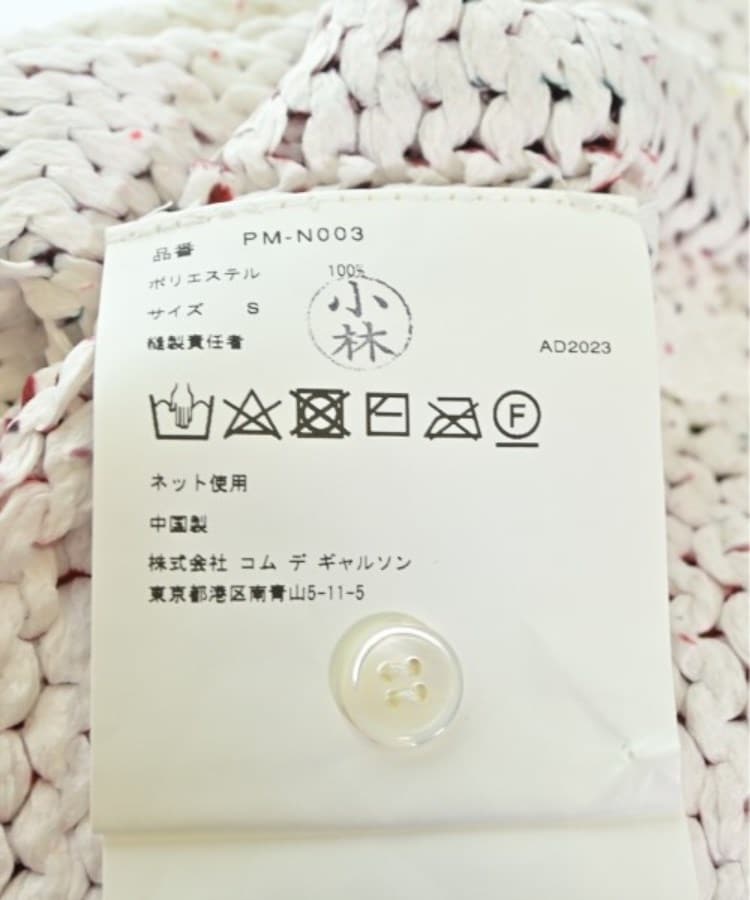 品番 PM-N003
ポリエステル 100%
サイズ S
縫製責任者 小林 AD2023
F
ネット使用
中国製
株式会社 コム デ ギャルソン
東京都港区南青山5-11-5